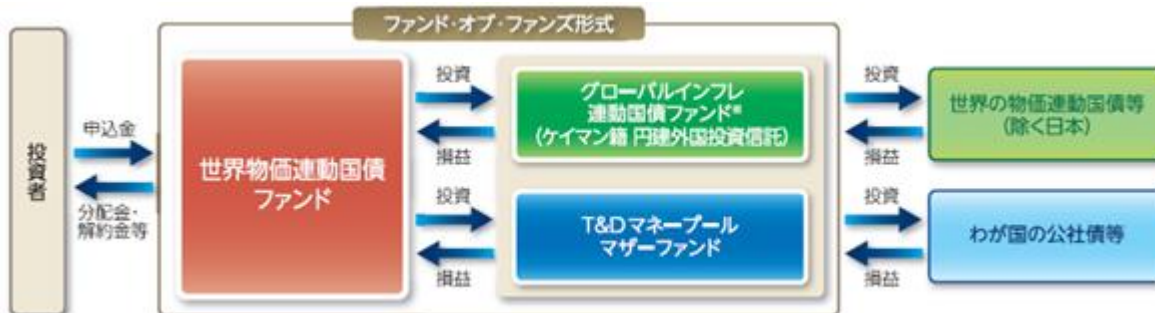 ファンド・オブ・ファンズ形式
投資者
申込金
分配金・
解約金等
世界物価連動国債
ファンド
投資
損益
投資
損益
グローバルインフレ
連動国債ファンド※
(ケイマン籍 円建外国投資信託)
T&Dマネープール
マザーファンド
投資
損益
投資
損益
世界の物価連動国債等
(除く日本)
わが国の公社債等